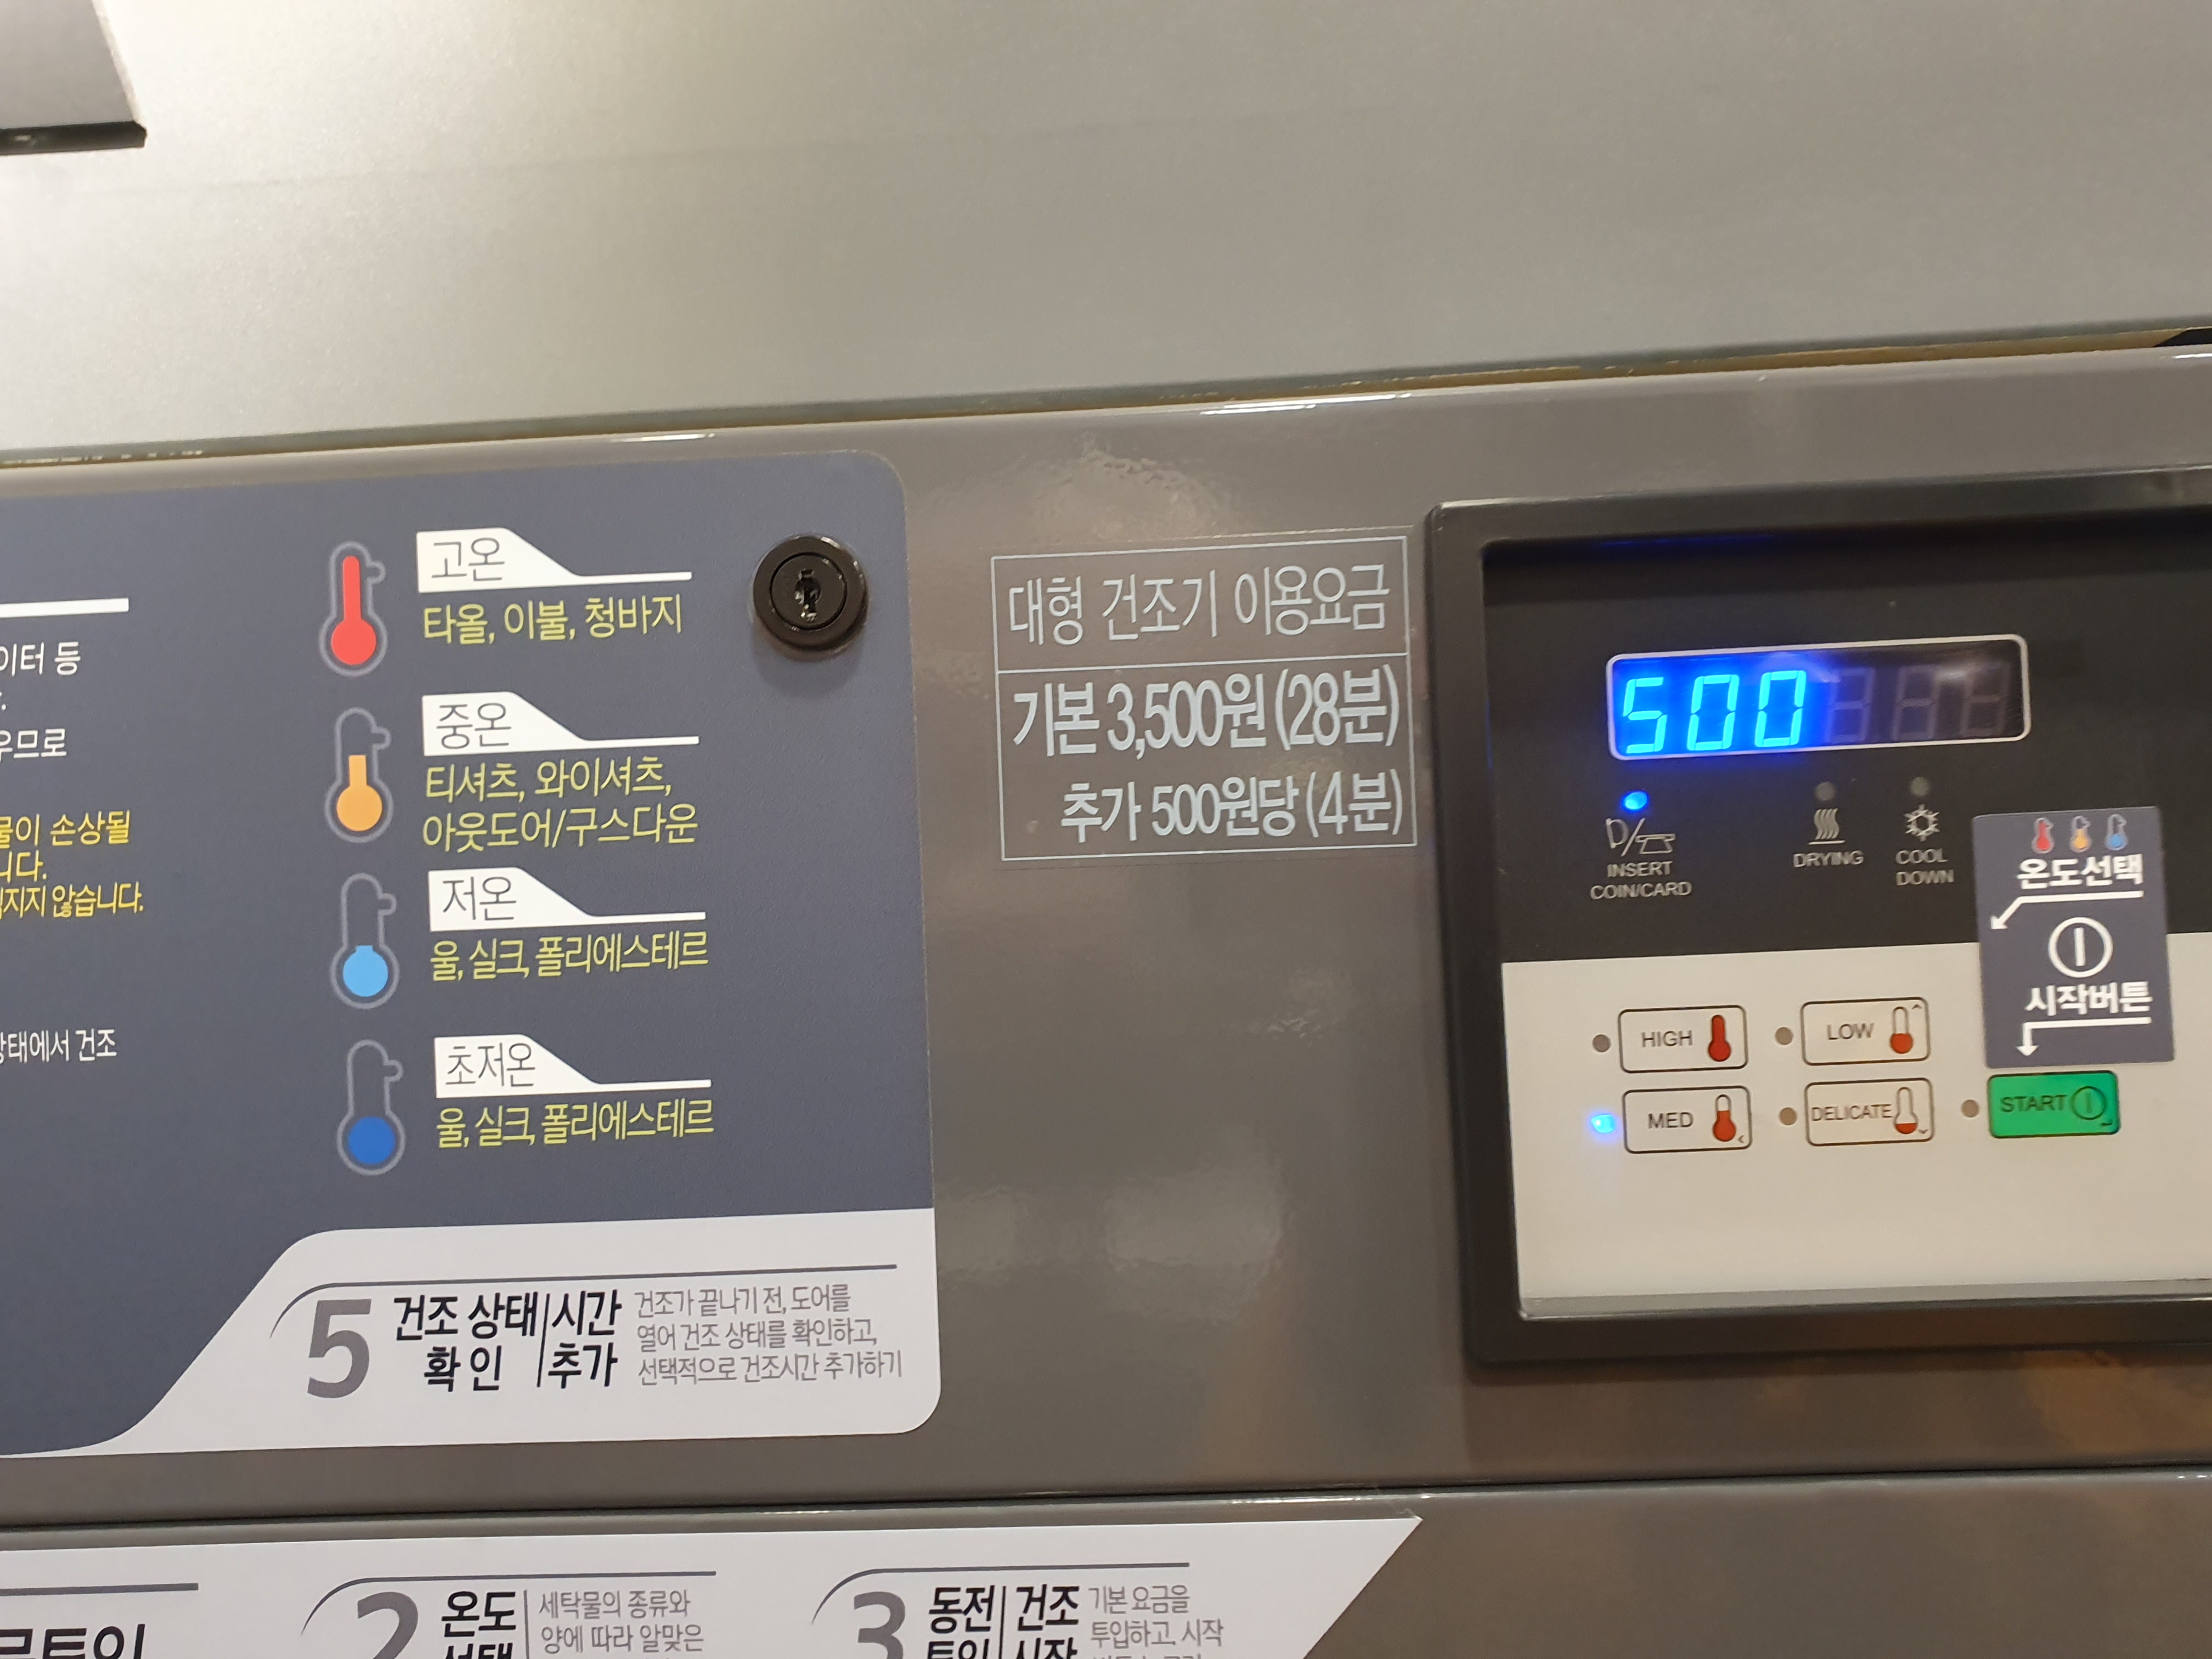 이터 등
우므로
물이 손상될
니다.
지지 않습니다.
상태에서 건조
고온
타올, 이불, 청바지
중온
티셔츠, 와이셔츠,
아웃도어/구스다운
저온
울, 실크, 폴리에스테르
초저온
울, 실크, 폴리에스테르
5 건조 상태 확인 시간 추가
건조가 끝나기 전, 도어를
열어 건조 상태를 확인하고,
선택적으로 건조시간 추가하기
대형 건조기 이용요금
기본 3,500원 (28분)
추가 500원당 (4분)
500
INSERT
COIN/CARD
DRYING
COOL
DOWN
온도선택
시작버튼
HIGH
LOW
MED
DELICATE
START
2 온도 선택
세탁물의 종류와
양에 따라 알맞은
3 동전 투입 건조 시작
기본 요금을
투입하고, 시작